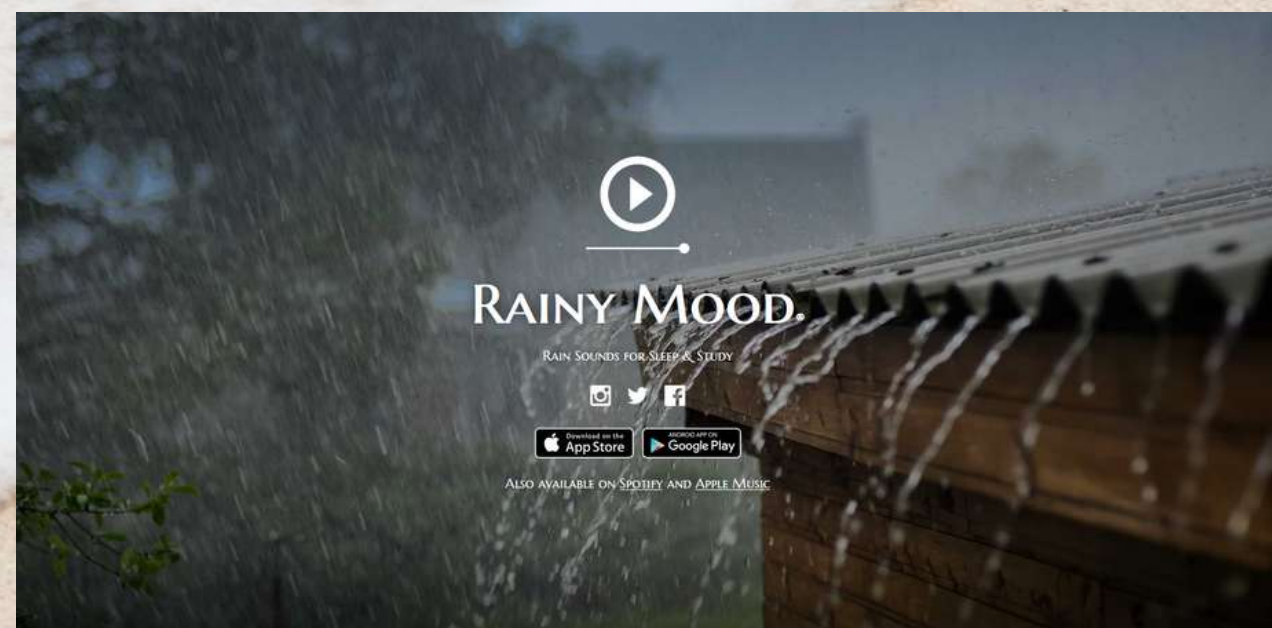 Rainy Mood®
Rain Sounds for Sleep & Study
Download on the
App Store
ANDROID APP ON
Google Play
Also available on Spotify and Apple Music